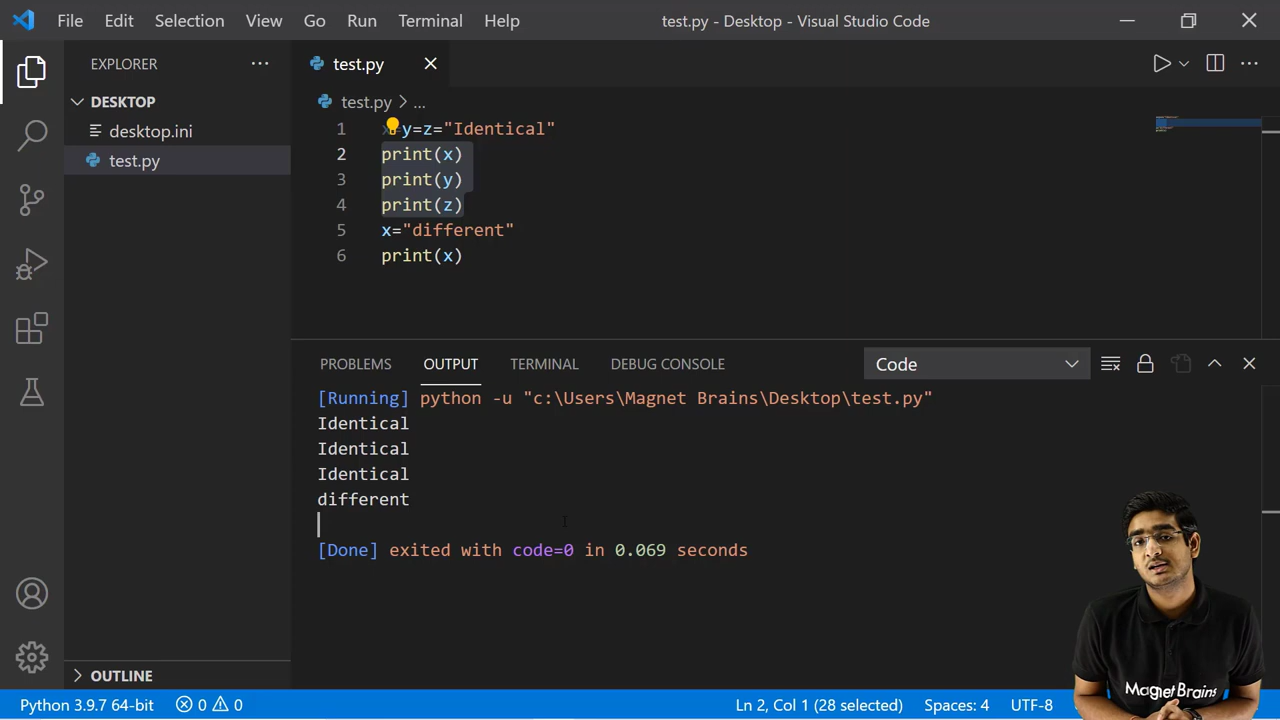 File Edit Selection View Go Run Terminal Help test.py - Desktop - Visual Studio Code
EXPLORER
test.py
DESKTOP
desktop.ini
test.py
OUTLINE
test.py > ...
1 x=y=z="Identical"
2 print(x)
3 print(y)
4 print(z)
5 x="different"
6 print(x)
PROBLEMS OUTPUT TERMINAL DEBUG CONSOLE Code
[Running] python -u "c:\Users\Magnet Brains\Desktop\test.py"
Identical
Identical
Identical
different
[Done] exited with code=0 in 0.069 seconds
Magnet Brains
Python 3.9.7 64-bit 0 0 Ln 2, Col 1 (28 selected) Spaces: 4 UTF-8